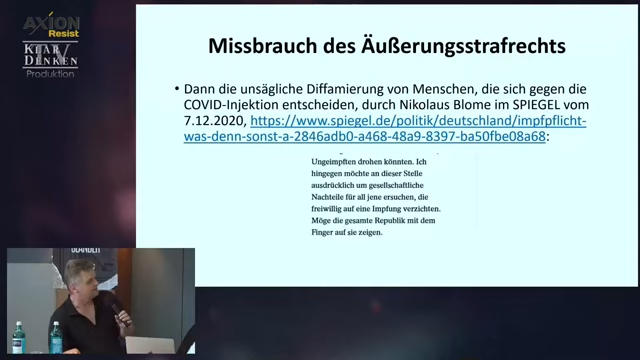 AXION
Resist
KLAR
DENKEN
TV
Produktion
Missbrauch des Äußerungsstrafrechts
• Dann die unsägliche Diffamierung von Menschen, die sich gegen die
COVID-Injektion entscheiden, durch Nikolaus Blome im SPIEGEL vom
7.12.2020, https://www.spiegel.de/politik/deutschland/impfpflicht-
was-denn-sonst-a-2846adb0-a468-48a9-8397-ba50fbe08a68:
Ungeimpften drohen könnten. Ich
hingegen möchte an dieser Stelle
ausdrücklich um gesellschaftliche
Nachteile für all jene ersuchen, die
freiwillig auf eine Impfung verzichten.
Möge die gesamte Republik mit dem
Finger auf sie zeigen.